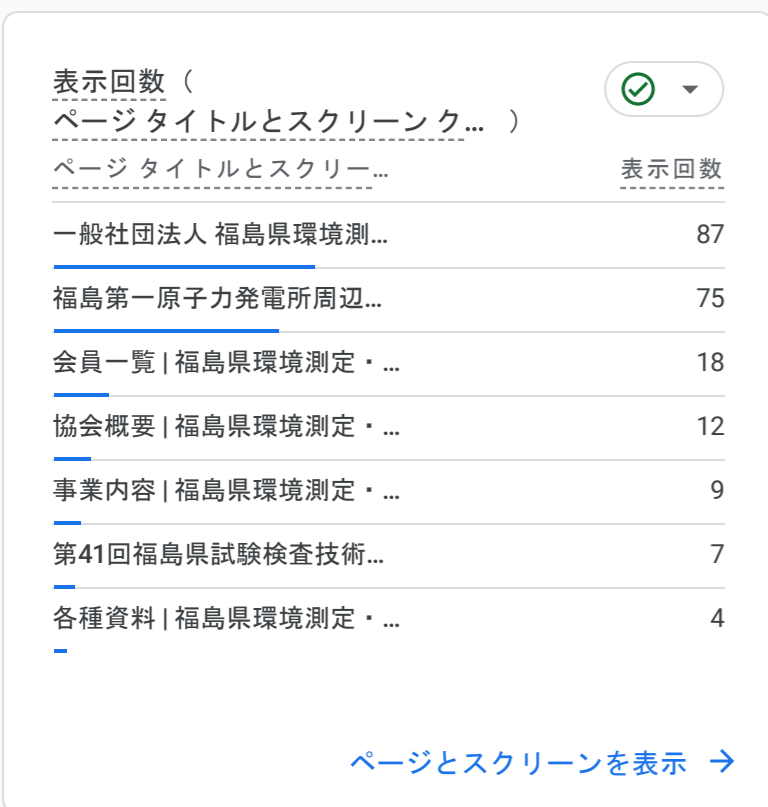 表示回数（
ページ タイトルとスクリーン ク... ）
ページ タイトルとスクリー... 表示回数
一般社団法人 福島県環境測... 87
福島第一原子力発電所周辺... 75
会員一覧 | 福島県環境測定・... 18
協会概要 | 福島県環境測定・... 12
事業内容 | 福島県環境測定・... 9
第41回福島県試験検査技術... 7
各種資料 | 福島県環境測定・... 4
ページとスクリーンを表示 →